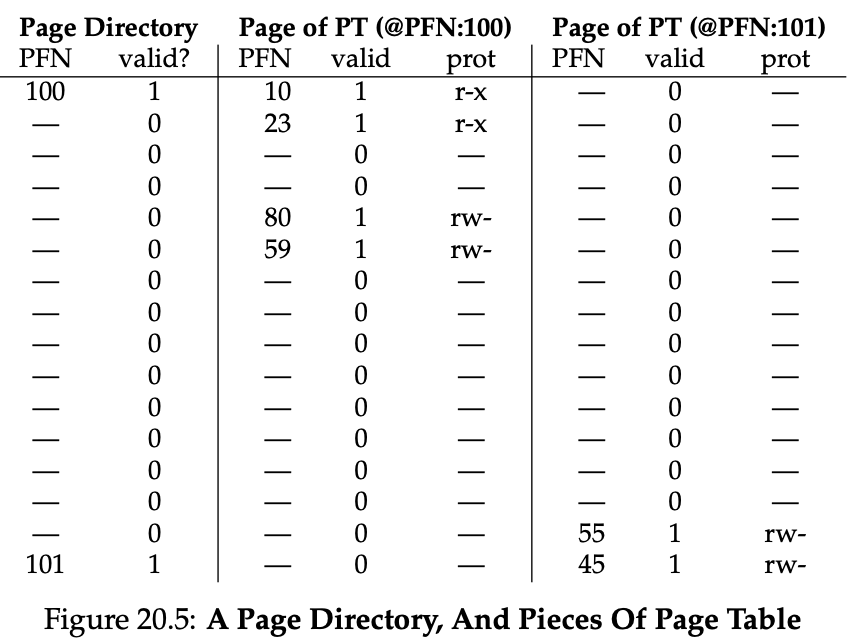 Page Directory Page of PT (@PFN:100) Page of PT (@PFN:101)
PFN valid? PFN valid prot PFN valid prot
100 1 10 1 r-x — 0 —
— 0 23 1 r-x — 0 —
— 0 — 0 — — 0 —
— 0 — 0 — — 0 —
— 0 80 1 rw- — 0 —
— 0 59 1 rw- — 0 —
— 0 — 0 — — 0 —
— 0 — 0 — — 0 —
— 0 — 0 — — 0 —
— 0 — 0 — — 0 —
— 0 — 0 — — 0 —
— 0 — 0 — — 0 —
— 0 — 0 — — 0 —
— 0 — 0 — — 0 —
— 0 — 0 — 55 1 rw-
101 1 — 0 — 45 1 rw-
Figure 20.5: A Page Directory, And Pieces Of Page Table